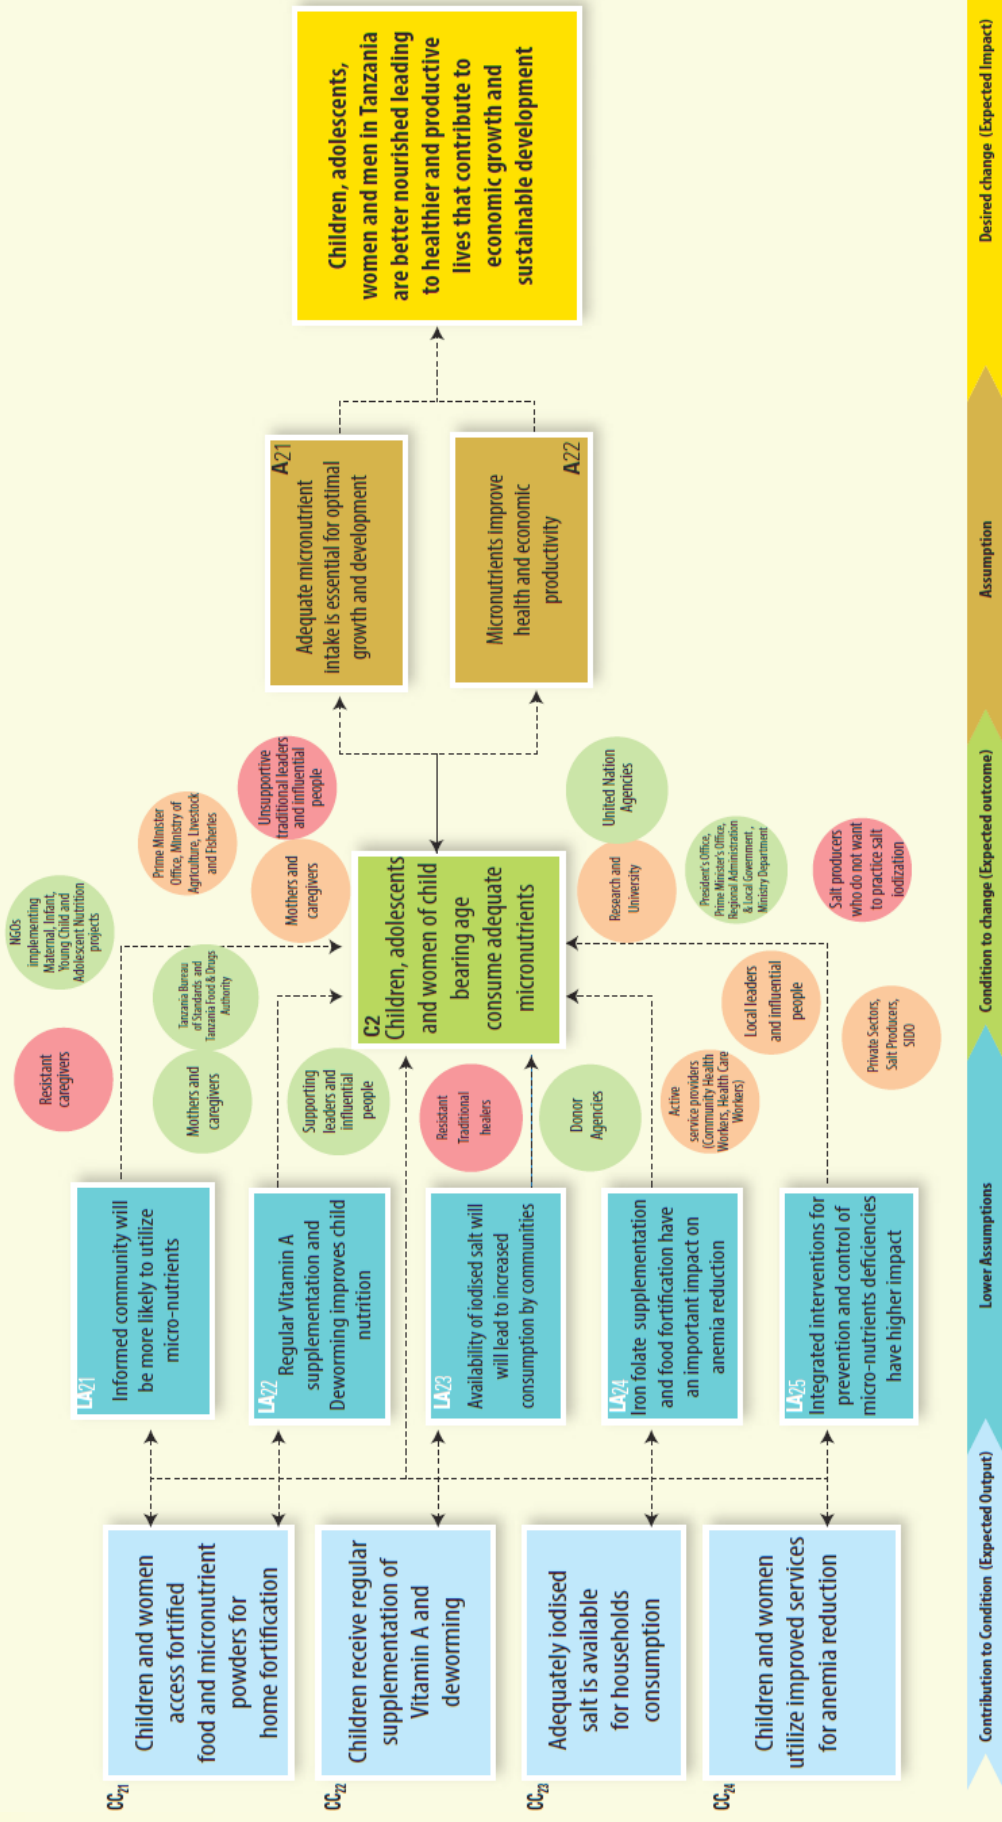 CC21
Children and women
access fortified
food and micronutrient
powders for
home fortification
CC22
Children receive regular
supplementation of
Vitamin A and
deworming
CC23
Adequately iodised
salt is available
for households
consumption
CC24
Children and women
utilize improved services
for anemia reduction
LA21
Informed community will
be more likely to utilize
micro-nutrients
LA22
Regular Vitamin A
supplementation and
Deworming improves child
nutrition
LA23
Availability of iodised salt will
will lead to increased
consumption by communities
LA24
Iron folate supplementation
and food fortification have
an important impact on
anemia reduction
LA25
Integrated interventions for
prevention and control of
micro-nutrients deficiencies
have higher impact
Resistant
caregivers
NGOs
implementing
Maternal, Infant,
Young Child and
Adolescent Nutrition
projects
Mothers and
caregivers
Tanzania Bureau
of Standards and
Tanzania Food & Drugs
Authority
Prime Minister
Office, Ministry of
Agriculture, Livestock
and Fisheries
Supporting
leaders and
influential
people
Mothers and
caregivers
Unsupportive
traditional leaders
and influential
people
Resistant
Traditional
healers
C2
Children, adolescents
and women of child
bearing age
consume adequate
micronutrients
Donor
Agencies
Research and
University
United Nation
Agencies
Active
service providers
(Community Health
Workers, Health Care
Workers)
Local leaders
and influential
people
President's Office,
Prime Minister's Office,
Regional Administration
& Local Government ,
Ministry Department
Private Sectors,
Salt Producers,
SIDO
Salt producers
who do not want
to practice salt
iodization
A21
Adequate micronutrient
intake is essential for optimal
growth and development
Micronutrients improve
health and economic
productivity
A22
Children, adolescents,
women and men in Tanzania
are better nourished leading
to healthier and productive
lives that contribute to
economic growth and
sustainable development
Contribution to Condition (Expected Output)
Lower Assumptions
Condition to change (Expected outcome)
Assumption
Desired change (Expected Impact)